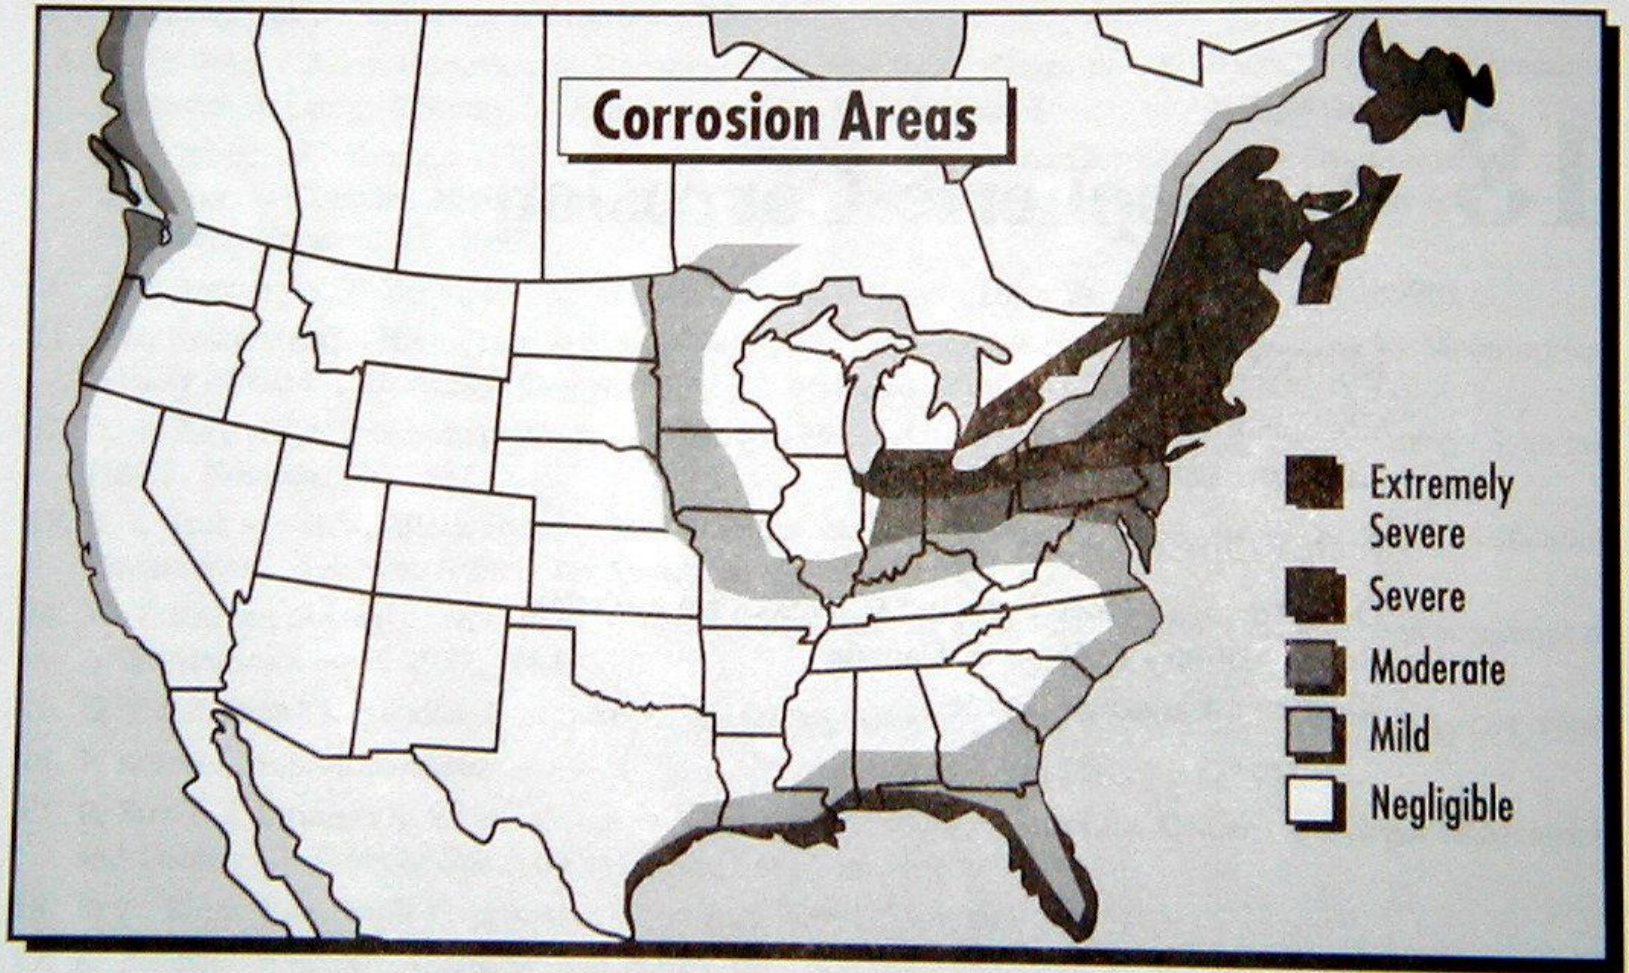 Corrosion Areas
Extremely
Severe
Severe
Moderate
Mild
Negligible